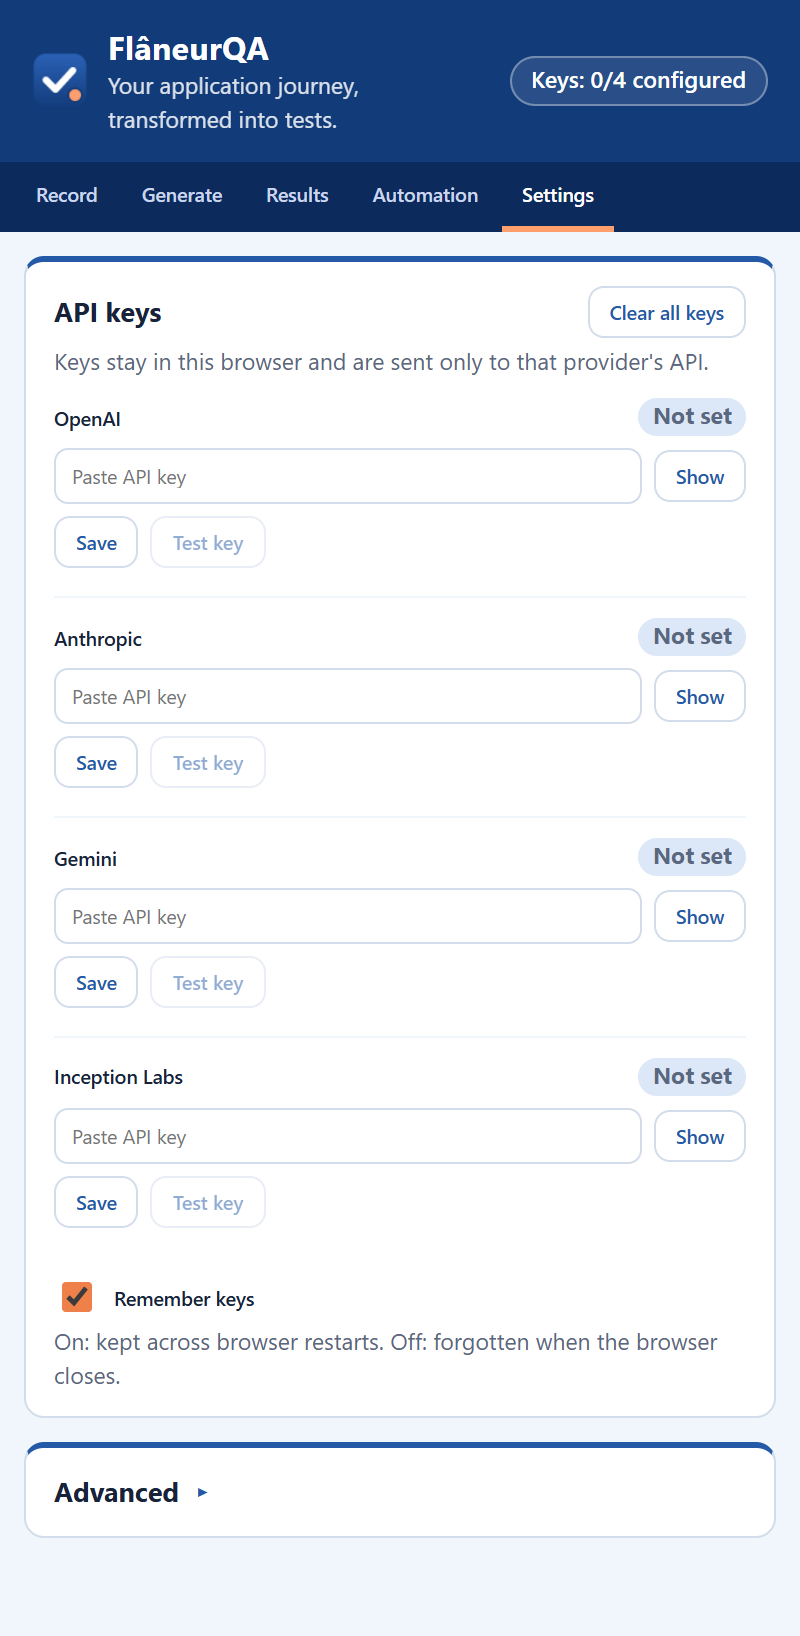 FlâneurQA
Your application journey,
transformed into tests.
Keys: 0/4 configured
Record Generate Results Automation Settings
API keys
Clear all keys
Keys stay in this browser and are sent only to that provider's API.
OpenAI
Not set
Paste API key
Show
Save Test key
Anthropic
Not set
Paste API key
Show
Save Test key
Gemini
Not set
Paste API key
Show
Save Test key
Inception Labs
Not set
Paste API key
Show
Save Test key
Remember keys
On: kept across browser restarts. Off: forgotten when the browser
closes.
Advanced